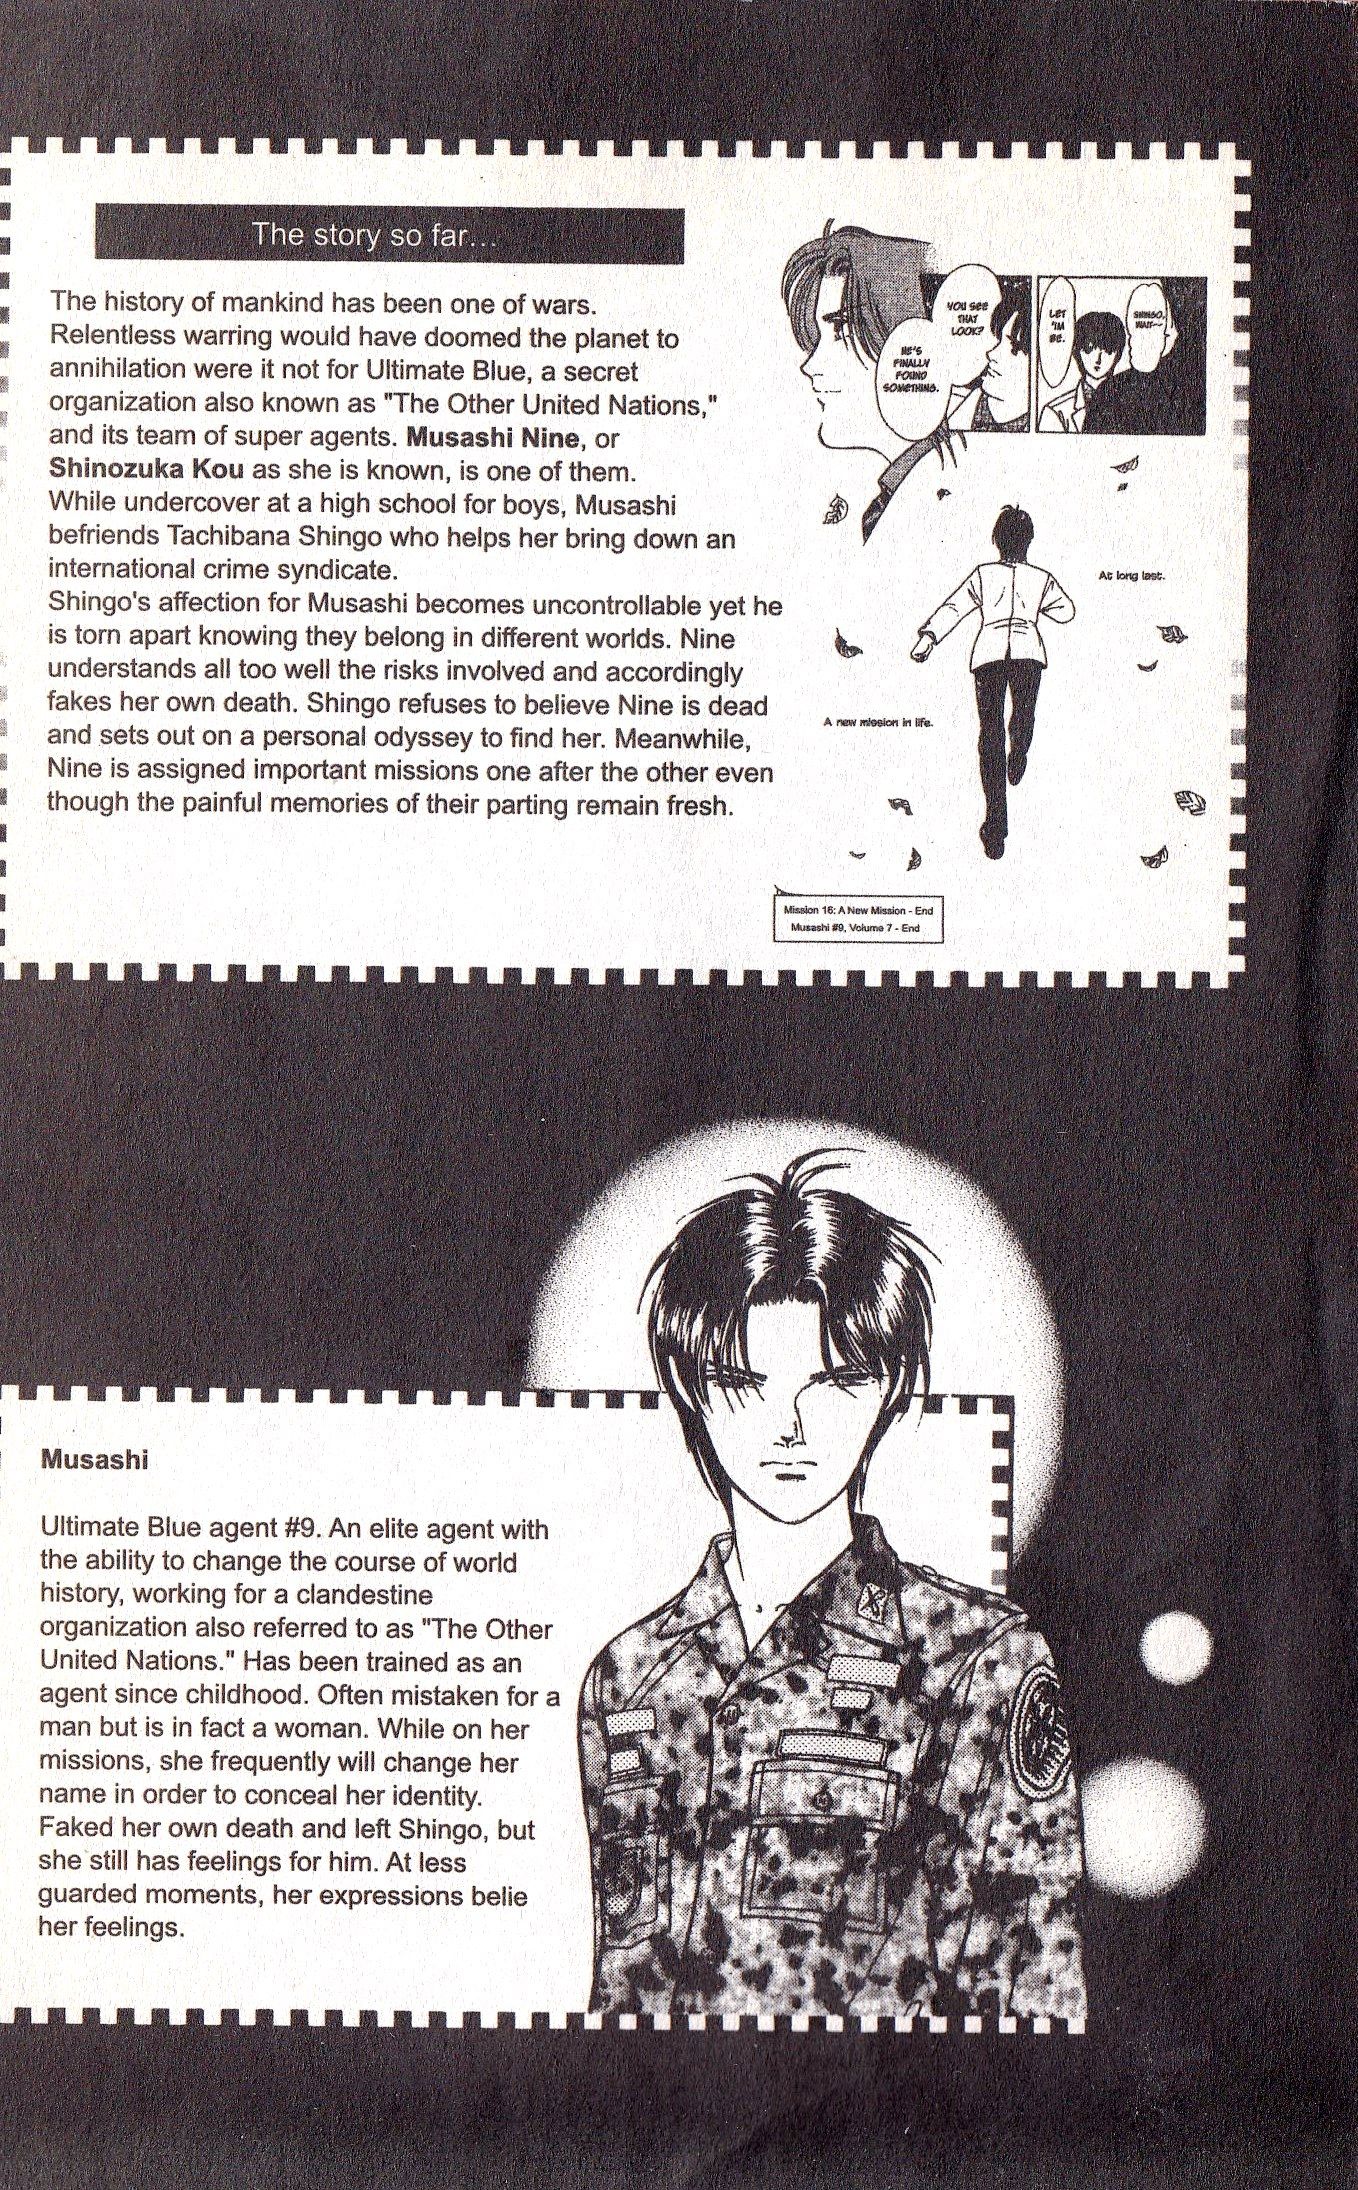 The story so far...
The history of mankind has been one of wars.
Relentless warring would have doomed the planet to
annihilation were it not for Ultimate Blue, a secret
organization also known as "The Other United Nations,"
and its team of super agents. Musashi Nine, or
Shinozuka Kou as she is known, is one of them.
While undercover at a high school for boys, Musashi
befriends Tachibana Shingo who helps her bring down an
international crime syndicate.
Shingo's affection for Musashi becomes uncontrollable yet he
is torn apart knowing they belong in different worlds. Nine
understands all too well the risks involved and accordingly
fakes her own death. Shingo refuses to believe Nine is dead
and sets out on a personal odyssey to find her. Meanwhile,
Nine is assigned important missions one after the other even
though the painful memories of their parting remain fresh.
SHINGO,
WAIT--
LET
'IM
BE.
YOU SEE
THAT
LOOK?
HE'S
FINALLY
FOUND
SOMETHING.
At long last.
A new mission in life.
Mission 16: A New Mission - End
Musashi #9, Volume 7 - End
Musashi
Ultimate Blue agent #9. An elite agent with
the ability to change the course of world
history, working for a clandestine
organization also referred to as "The Other
United Nations." Has been trained as an
agent since childhood. Often mistaken for a
man but is in fact a woman. While on her
missions, she frequently will change her
name in order to conceal her identity.
Faked her own death and left Shingo, but
she still has feelings for him. At less
guarded moments, her expressions belie
her feelings.